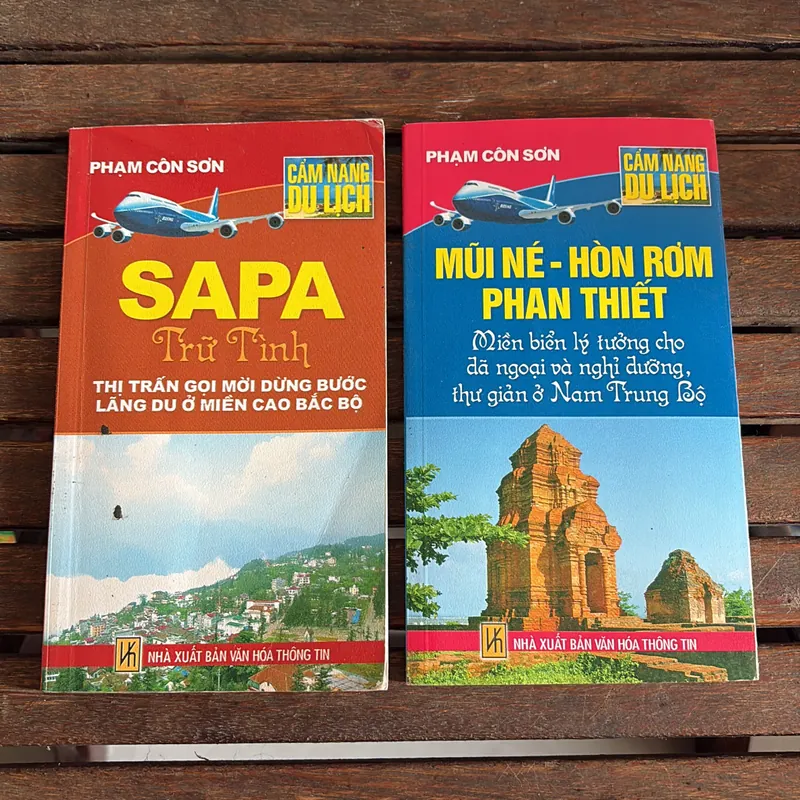 PHẠM CÔN SƠN
CẨM NANG
DU LỊCH
SAPA
Trữ Tình
THỊ TRẤN GỌI MỜI DỪNG BƯỚC
LÃNG DU Ở MIỀN CAO BẮC BỘ
NHÀ XUẤT BẢN VĂN HÓA THÔNG TIN
PHẠM CÔN SƠN
CẨM NANG
DU LỊCH
MŨI NÉ - HÒN RƠM
PHAN THIẾT
Miền biển lý tưởng cho
dã ngoại và nghỉ dưỡng,
thư giản ở Nam Trung Bộ
NHÀ XUẤT BẢN VĂN HÓA THÔNG TIN